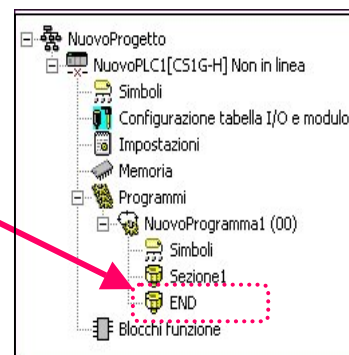 NuovoProgetto
NuovoPLC1[CS1G-H] Non in linea
Simboli
Configurazione tabella I/O e modulo
Impostazioni
Memoria
Programmi
NuovoProgramma1 (00)
Simboli
Sezione1
END
Blocchi funzione